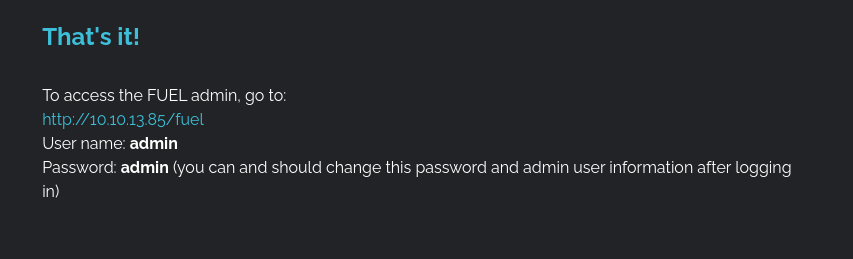 That's it!
To access the FUEL admin, go to:
http://10.10.13.85/fuel
User name: admin
Password: admin (you can and should change this password and admin user information after logging
in)